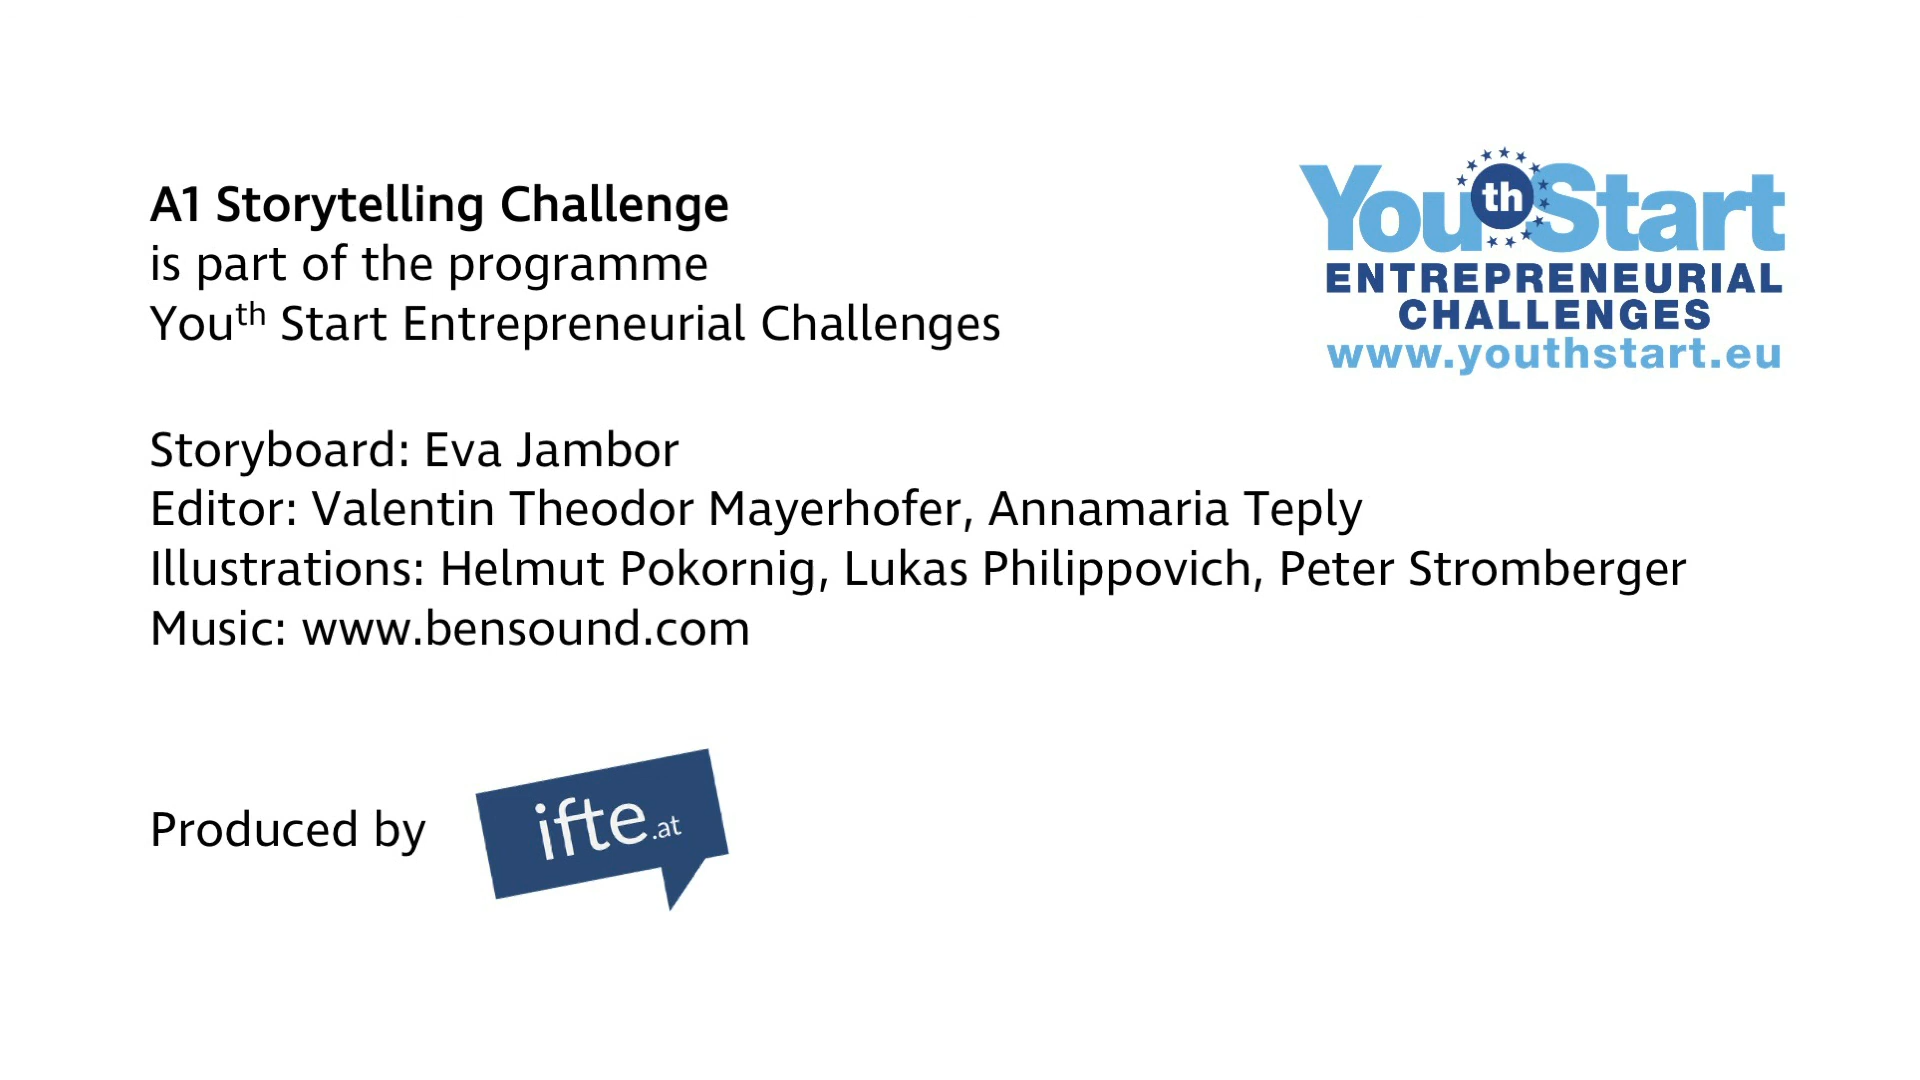 A1 Storytelling Challenge
is part of the programme
Youth Start Entrepreneurial Challenges
YouthStart
ENTREPRENEURIAL
CHALLENGES
www.youthstart.eu
Storyboard: Eva Jambor
Editor: Valentin Theodor Mayerhofer, Annamaria Teply
Illustrations: Helmut Pokornig, Lukas Philippovich, Peter Stromberger
Music: www.bensound.com
Produced by
ifte.at